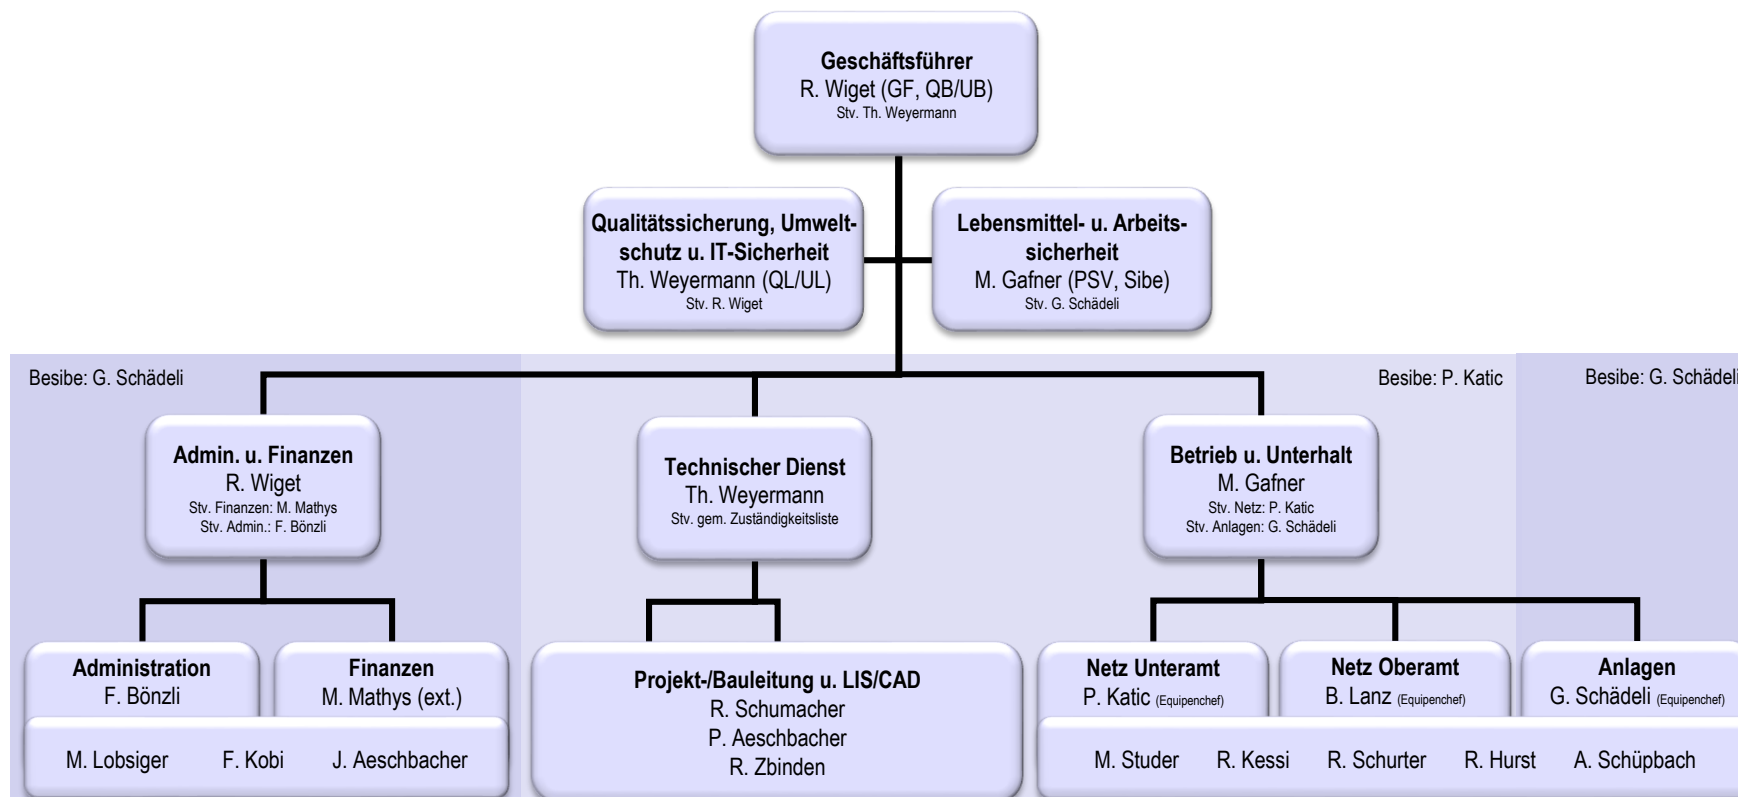 Geschäftsführer
R. Wiget (GF, QB/UB)
Stv. Th. Weyermann
Qualitätssicherung, Umwelt-
schutz u. IT-Sicherheit
Th. Weyermann (QL/UL)
Stv. R. Wiget
Lebensmittel- u. Arbeits-
sicherheit
M. Gafner (PSV, Sibe)
Stv. G. Schädeli
Besibe: G. Schädeli
Besibe: P. Katic
Besibe: G. Schädeli
Admin. u. Finanzen
R. Wiget
Stv. Finanzen: M. Mathys
Stv. Admin.: F. Bönzli
Technischer Dienst
Th. Weyermann
Stv. gem. Zuständigkeitsliste
Betrieb u. Unterhalt
M. Gafner
Stv. Netz: P. Katic
Stv. Anlagen: G. Schädeli
Administration
F. Bönzli
Finanzen
M. Mathys (ext.)
M. Lobsiger F. Kobi J. Aeschbacher
Projekt-/Bauleitung u. LIS/CAD
R. Schumacher
P. Aeschbacher
R. Zbinden
Netz Unteramt
P. Katic (Equipenchef)
Netz Oberamt
B. Lanz (Equipenchef)
Anlagen
G. Schädeli (Equipenchef)
M. Studer R. Kessi R. Schurter R. Hurst A. Schüpbach